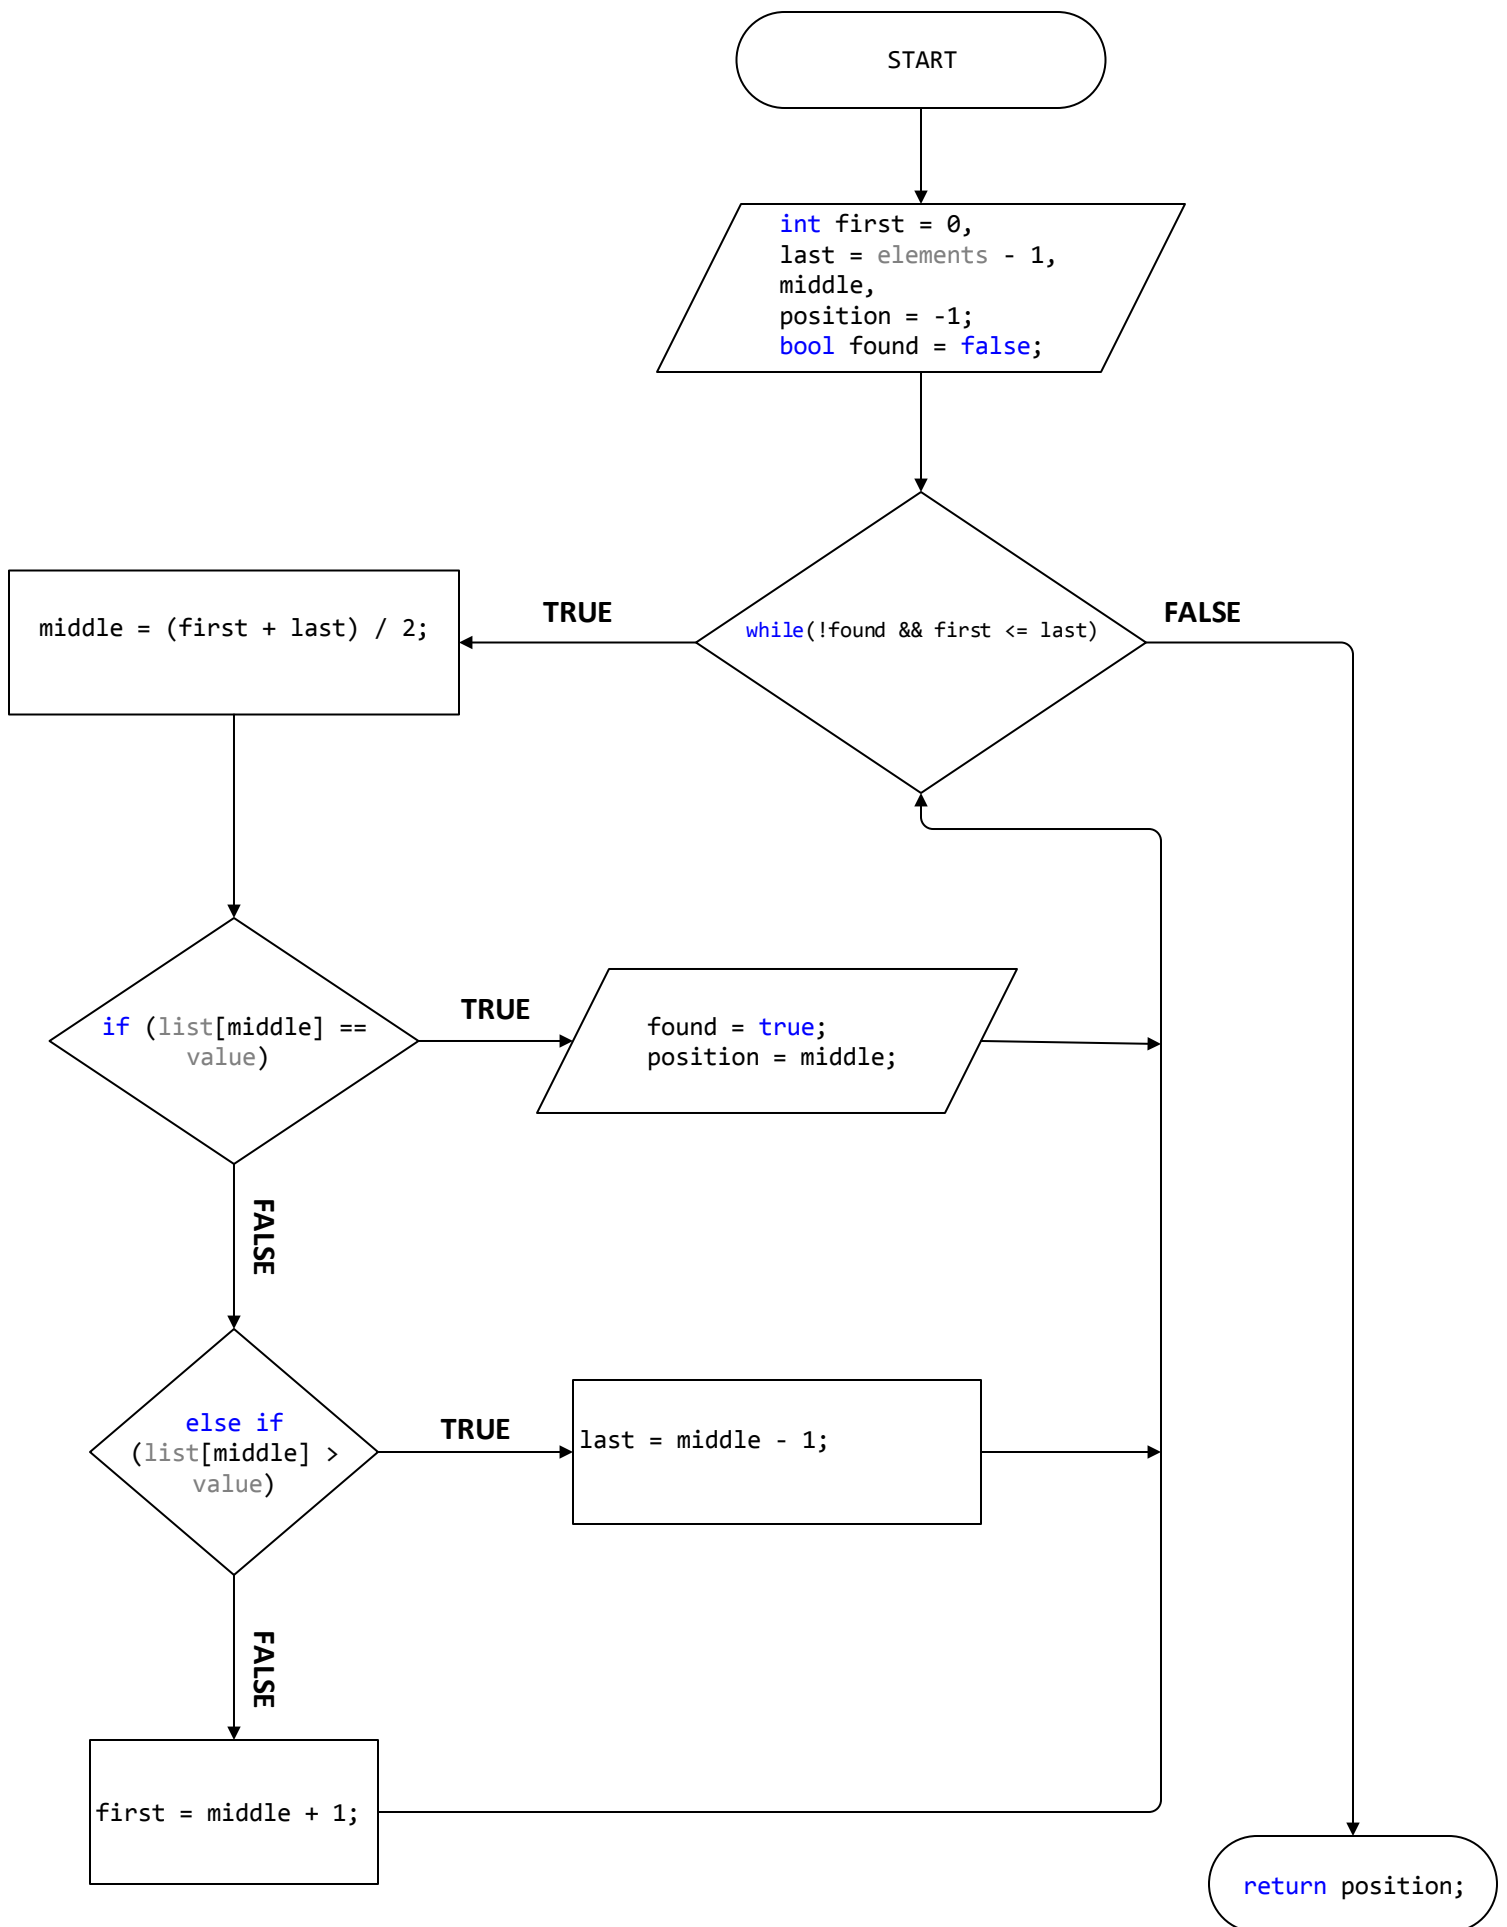 START
int first = 0,
last = elements - 1,
middle,
position = -1;
bool found = false;
TRUE
FALSE
while(!found && first <= last)
middle = (first + last) / 2;
TRUE
if (list[middle] ==
value)
found = true;
position = middle;
FALSE
else if
(list[middle] >
value)
TRUE
last = middle - 1;
FALSE
first = middle + 1;
return position;